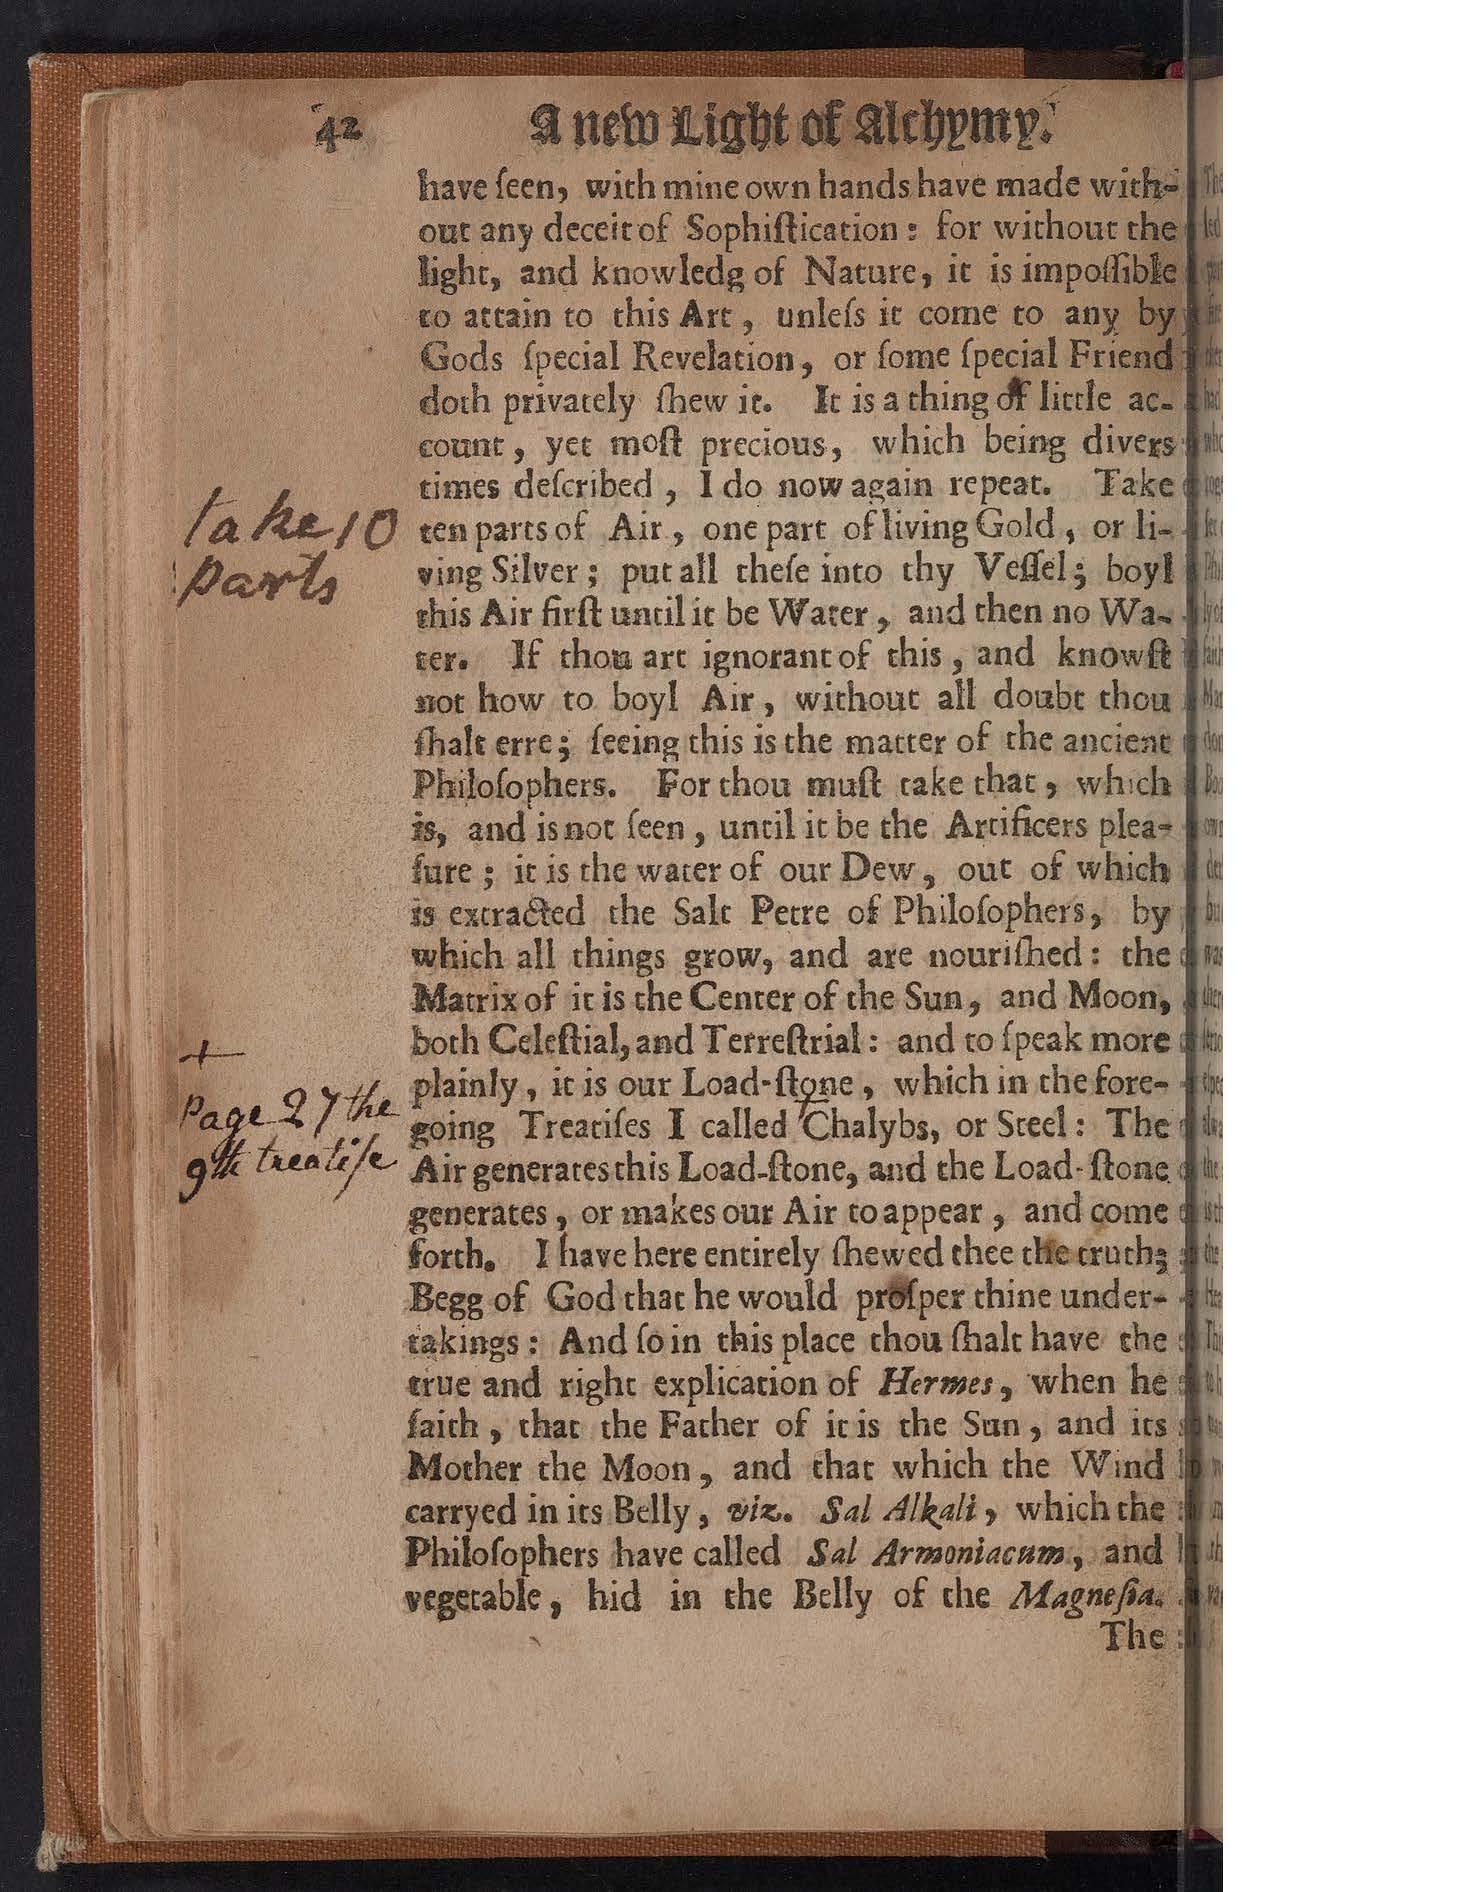 42 A new Light of Alchymy.
have ſeen, with mine own hands have made with-
out any deceit of Sophiſtication: for without the
light, and knowledg of Nature, it is impoſſible
to attain to this Art, unleſs it come to any by
Gods ſpecial Revelation, or ſome ſpecial Friend
doth privately ſhew it. It is a thing of little ac-
count, yet moſt precious, which being divers
times deſcribed, I do now again repeat. Take
take 10
ten parts of Air, one part of living Gold, or li-
parts
ving Silver; put all theſe into thy Veſſel; boyl
this Air firſt until it be Water, and then no Wa-
ter. If thou art ignorant of this, and knowſt
not how to boyl Air, without all doubt thou
ſhalt erre; ſeeing this is the matter of the ancient
Philoſophers. For thou muſt take that, which
is, and is not ſeen, until it be the Artificers plea-
ſure; it is the water of our Dew, out of which
is extracted the Salt Petre of Philoſophers, by
which all things grow, and are nouriſhed: the
Matrix of it is the Center of the Sun, and Moon,
both Celeſtial, and Terreſtrial: and to ſpeak more
+
plainly, it is our Load-ſtone, which in the fore-
Page 27 the
going Treatiſes I called + Chalybs, or Steel: The
9th treatiſe
Air generates this Load-ſtone, and the Load-ſtone
generates, or makes our Air to appear, and come
forth. I have here entirely ſhewed thee the truth;
Begg of God that he would proſper thine under-
takings: And ſo in this place thou ſhalt have the
true and right explication of Hermes, when he
ſaith, that the Father of it is the Sun, and its
Mother the Moon, and that which the Wind
carryed in its Belly, viz. Sal Alkali, which the
Philoſophers have called Sal Armoniacum, and
vegetable, hid in the Belly of the Magneſia.
The